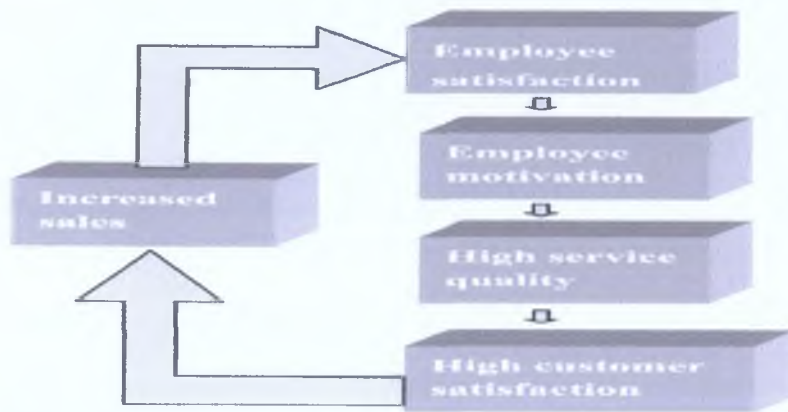 Employee
satisfaction
Employee
motivation
Increased
sales
High service
quality
High customer
satisfaction